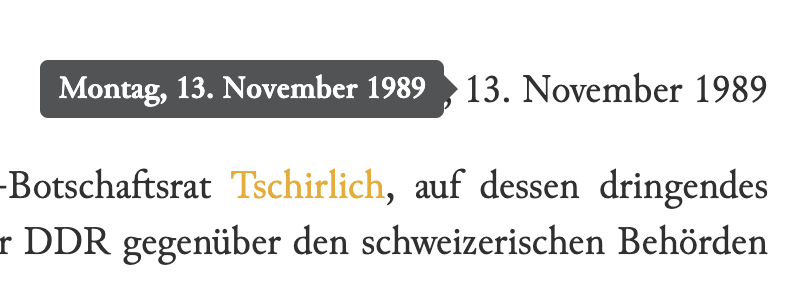 Montag, 13. November 1989 , 13. November 1989
-Botschaftsrat Tschirlich, auf dessen dringendes
r DDR gegenüber den schweizerischen Behörden